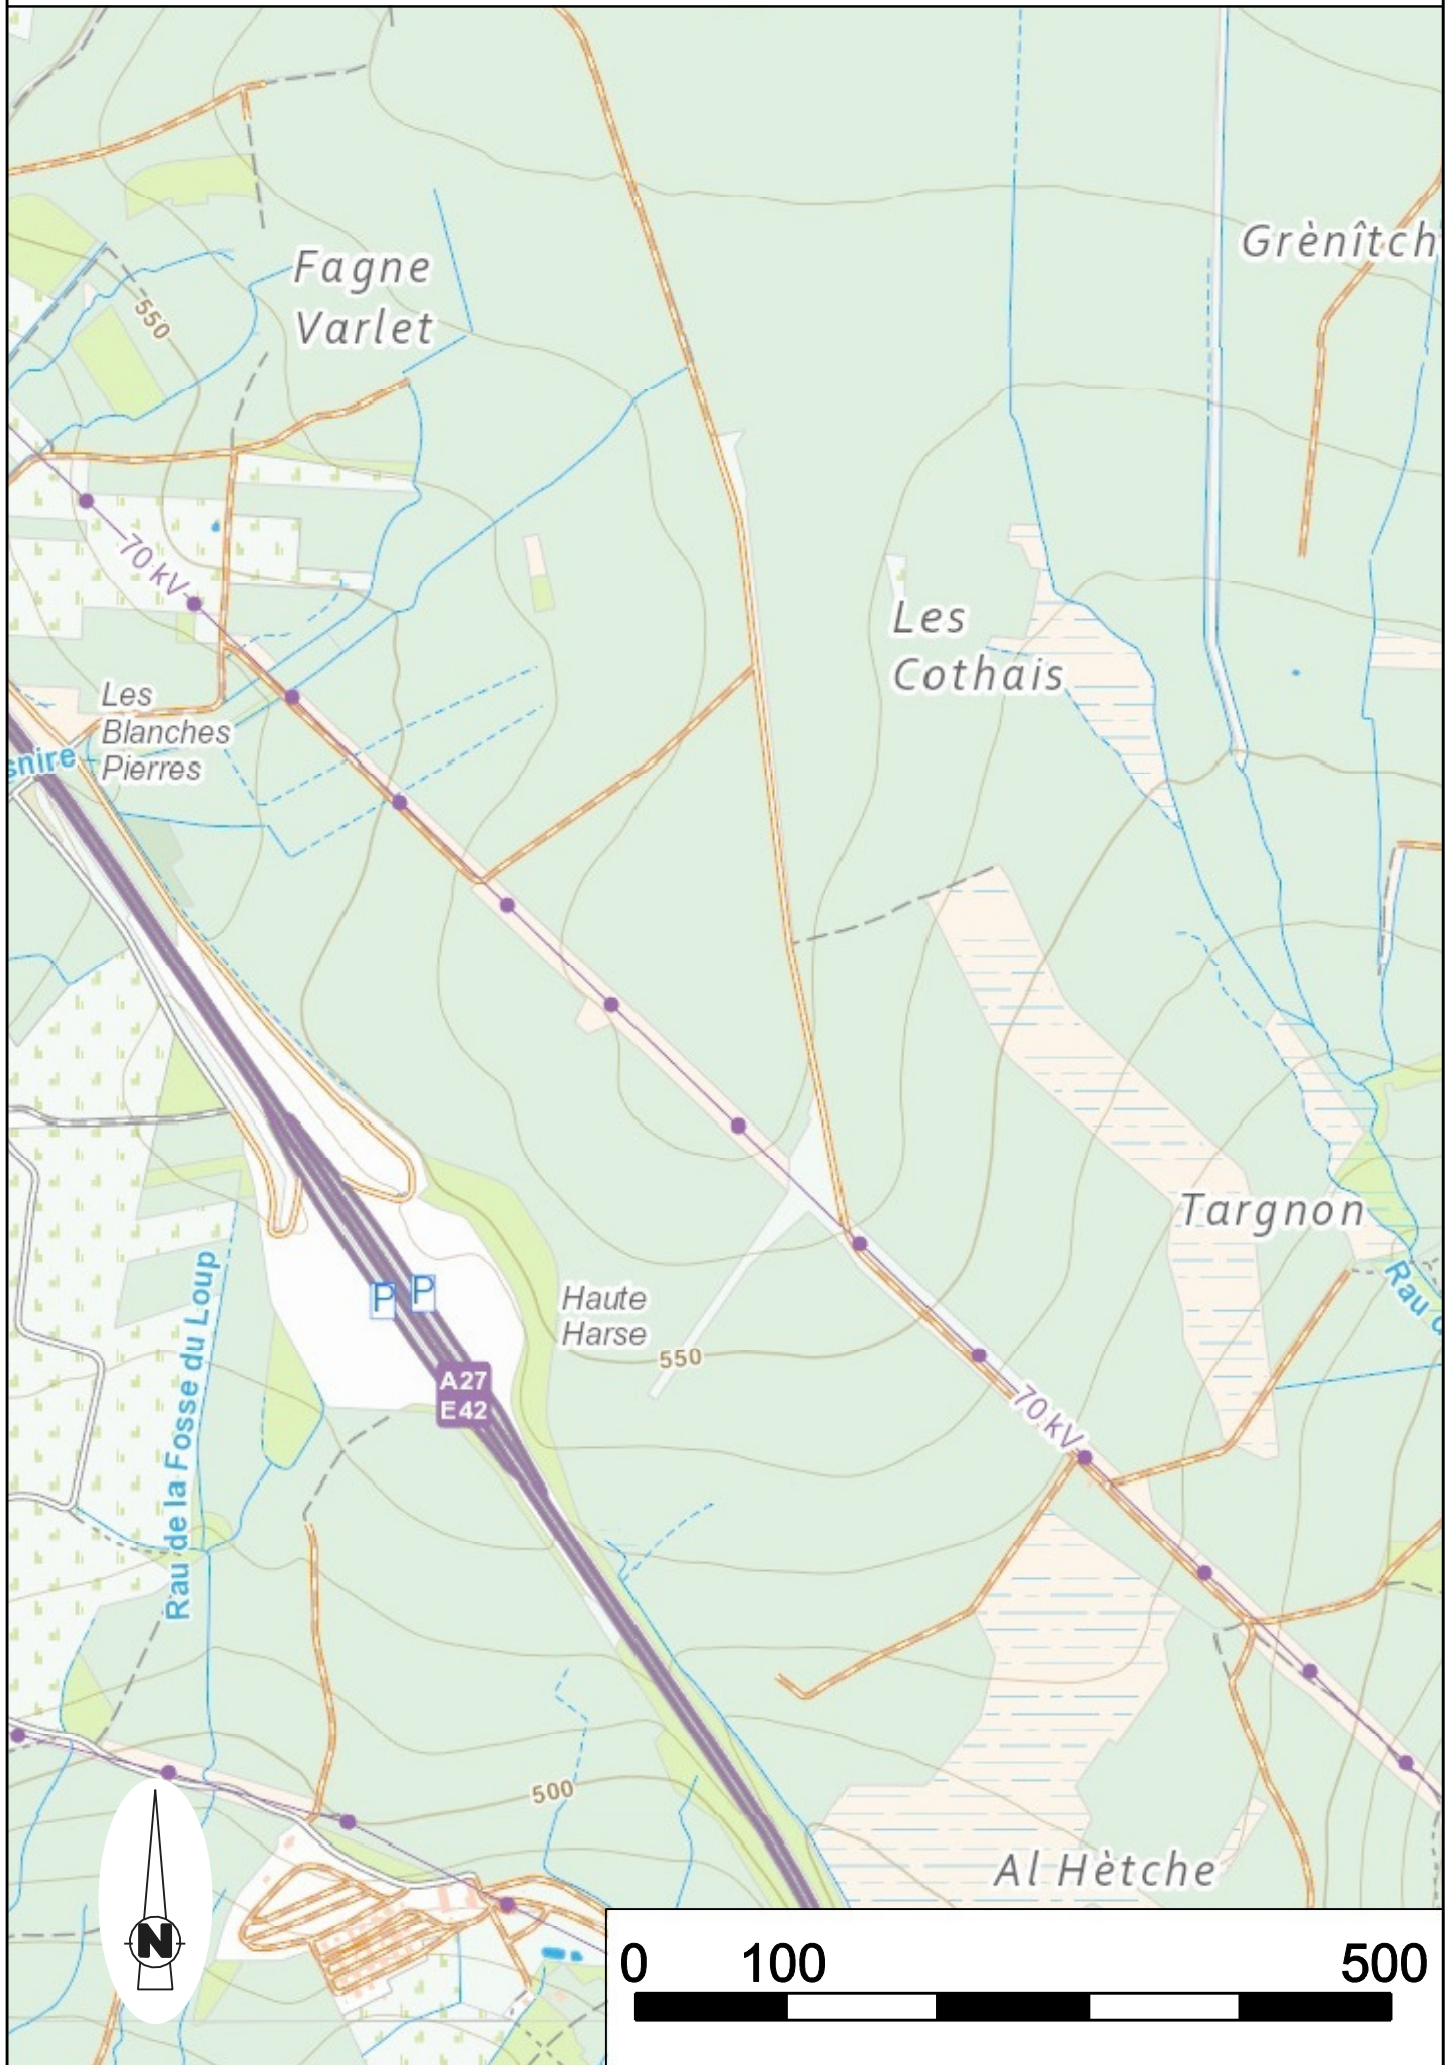 Grènîtch
Fagne
Varlet
550
70 kV
Les
Cothais
Les
Blanches
Pierres
snire
Targnon
Rau d
Haute
Harse
550
P
P
A27
E42
70 kV
Rau de la Fosse du Loup
500
Al Hètche
N
0 100 500